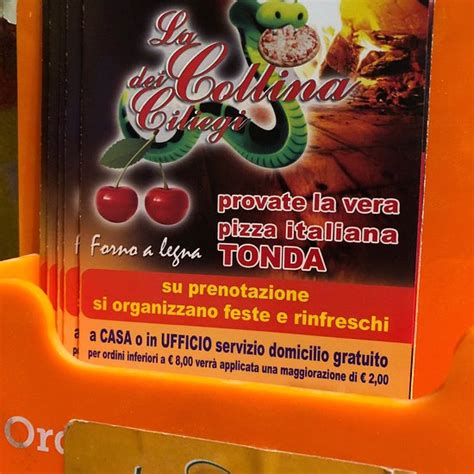 La
Collina
dei
Ciliegi
provate la vera
pizza italiana
TONDA
Forno a legna
su prenotazione
si organizzano feste e rinfreschi
a CASA o in UFFICIO servizio domicilio gratuito
per ordini inferiori a € 8,00 verrà applicata una maggiorazione di € 2,00